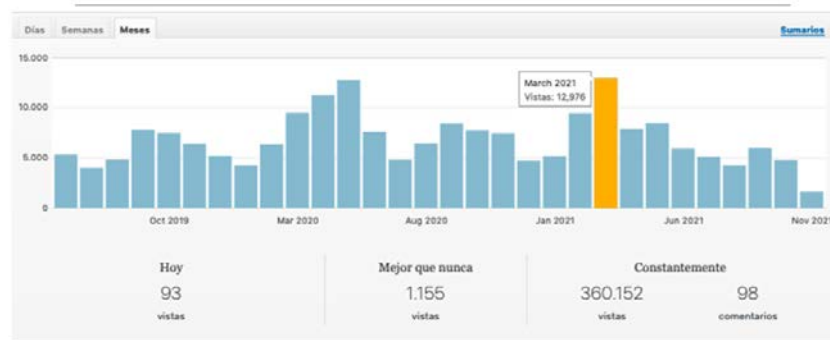 Días Semanas Meses Sumarios
15.000
March 2021
Vistas: 12,976
10.000
5.000
0
Oct 2019 Mar 2020 Aug 2020 Jan 2021 Jun 2021 Nov 2021
Hoy Mejor que nunca Constantemente
93 1.155 360.152 98
vistas vistas vistas comentarios